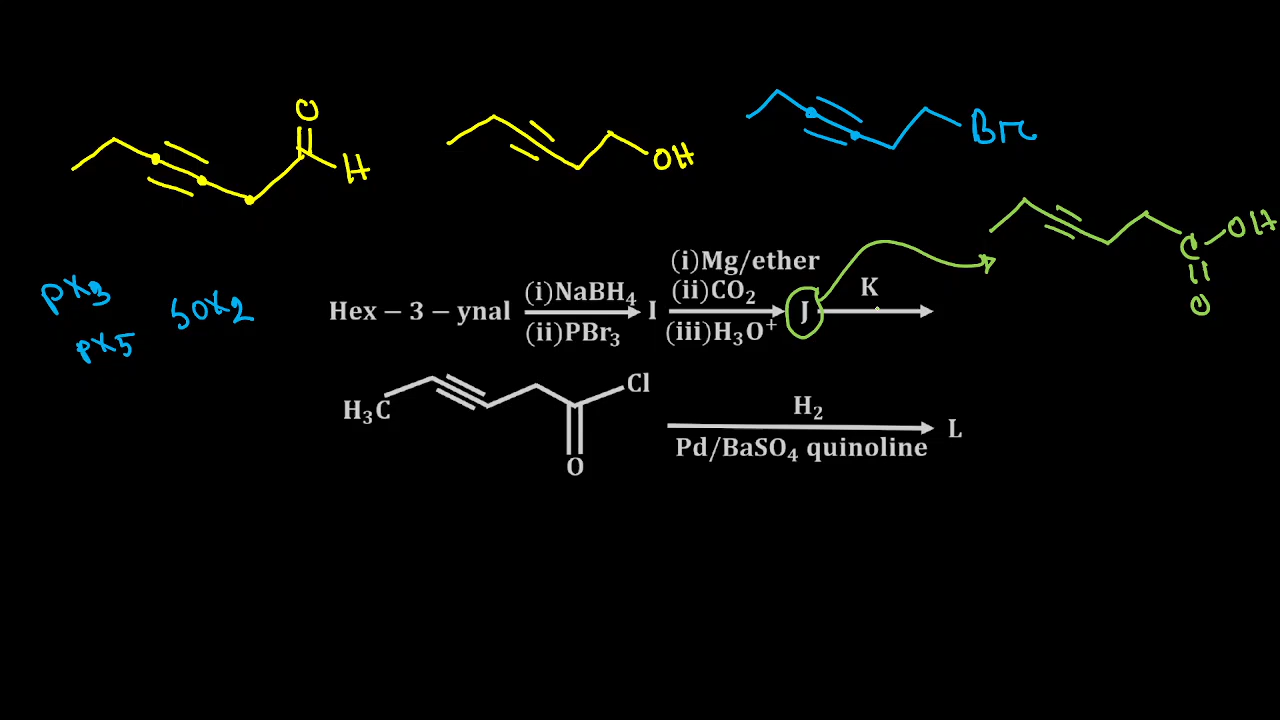 O
H
OH
Br
OH
C
O
PX3
SOX2
PX5
Hex − 3 − ynal (i)NaBH₄ (ii)PBr₃ I (i)Mg/ether (ii)CO₂ (iii)H₃O⁺ J K
H₃C Cl O H₂ Pd/BaSO₄ quinoline L